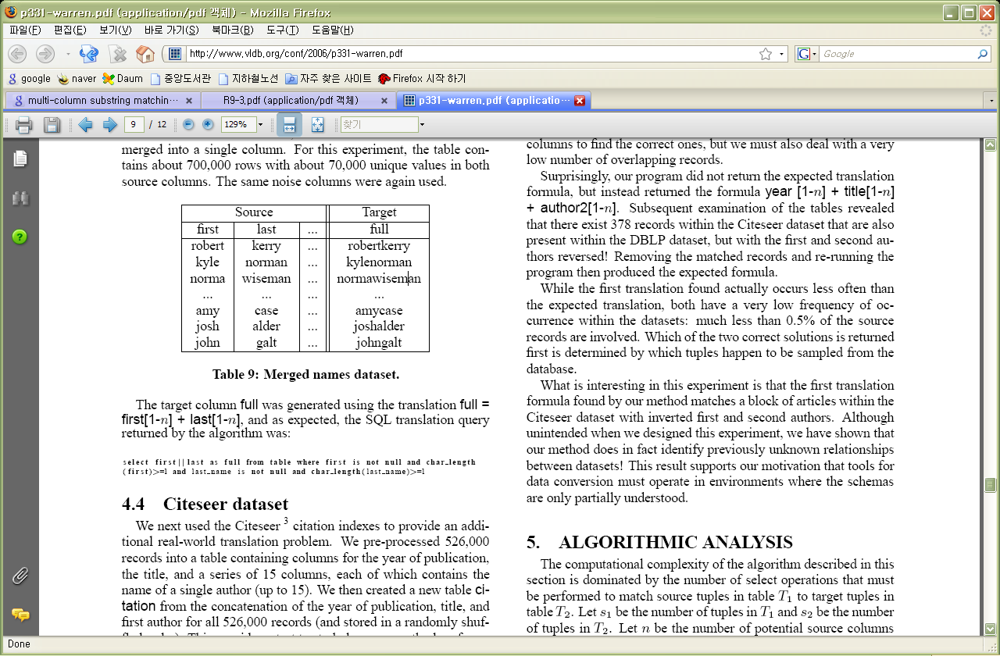 p331-warren.pdf (application/pdf 객체) - Mozilla Firefox
파일(F) 편집(E) 보기(V) 바로 가기(S) 북마크(B) 도구(T) 도움말(H)
http://www.vldb.org/conf/2006/p331-warren.pdf
Google
google naver Daum 중앙도서관 지하철노선 자주 찾은 사이트 Firefox 시작 하기
multi-column substring matchin… R9-3.pdf (application/pdf 객체) p331-warren.pdf (applicatio…
9 / 12 129% 찾기
merged into a single column. For this experiment, the table con-
tains about 700,000 rows with about 70,000 unique values in both
source columns. The same noise columns were again used.
Source Target
first last ... full
robert kerry ... robertkerry
kyle norman ... kylenorman
norma wiseman ... normawiseman
... ... ... ...
amy case ... amycase
josh alder ... joshalder
john galt ... johngalt
Table 9: Merged names dataset.
The target column full was generated using the translation full =
first[1-n] + last[1-n], and as expected, the SQL translation query
returned by the algorithm was:
select first||last as full from table where first is not null and char_length
(first)>=1 and last_name is not null and char_length(last_name)>=1
4.4 Citeseer dataset
We next used the Citeseer 3 citation indexes to provide an addi-
tional real-world translation problem. We pre-processed 526,000
records into a table containing columns for the year of publication,
the title, and a series of 15 columns, each of which contains the
name of a single author (up to 15). We then created a new table ci-
tation from the concatenation of the year of publication, title, and
first author for all 526,000 records (and stored in a randomly shuf-
columns to find the correct ones, but we must also deal with a very
low number of overlapping records.
Surprisingly, our program did not return the expected translation
formula, but instead returned the formula year [1-n] + title[1-n]
+ author2[1-n]. Subsequent examination of the tables revealed
that there exist 378 records within the Citeseer dataset that are also
present within the DBLP dataset, but with the first and second au-
thors reversed! Removing the matched records and re-running the
program then produced the expected formula.
While the first translation found actually occurs less often than
the expected translation, both have a very low frequency of oc-
currence within the datasets: much less than 0.5% of the source
records are involved. Which of the two correct solutions is returned
first is determined by which tuples happen to be sampled from the
database.
What is interesting in this experiment is that the first translation
formula found by our method matches a block of articles within the
Citeseer dataset with inverted first and second authors. Although
unintended when we designed this experiment, we have shown that
our method does in fact identify previously unknown relationships
between datasets! This result supports our motivation that tools for
data conversion must operate in environments where the schemas
are only partially understood.
5. ALGORITHMIC ANALYSIS
The computational complexity of the algorithm described in this
section is dominated by the number of select operations that must
be performed to match source tuples in table T1 to target tuples in
table T2. Let s1 be the number of tuples in T1 and s2 be the number
of tuples in T2. Let n be the number of potential source columns
Done